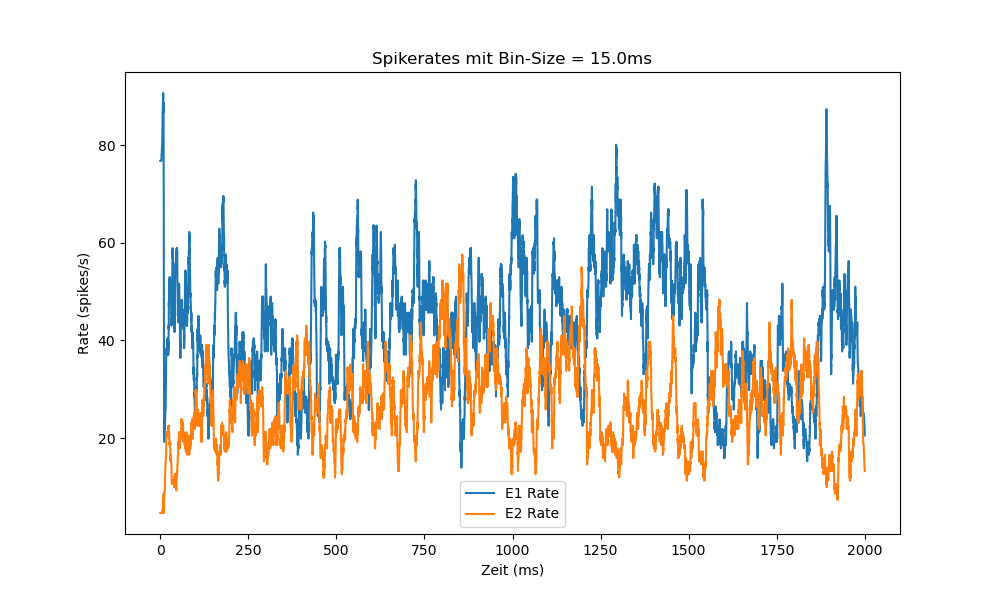 Spikerates mit Bin-Size = 15.0ms
Rate (spikes/s)
80
60
40
20
E1 Rate
E2 Rate
0 250 500 750 1000 1250 1500 1750 2000
Zeit (ms)